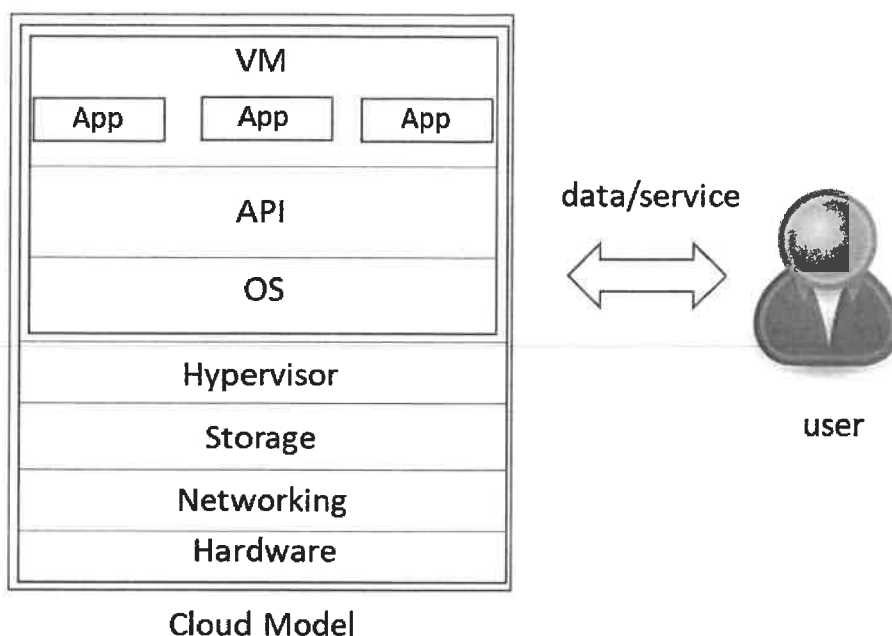 VM
App App App
API
OS
Hypervisor
Storage
Networking
Hardware
Cloud Model
data/service
user